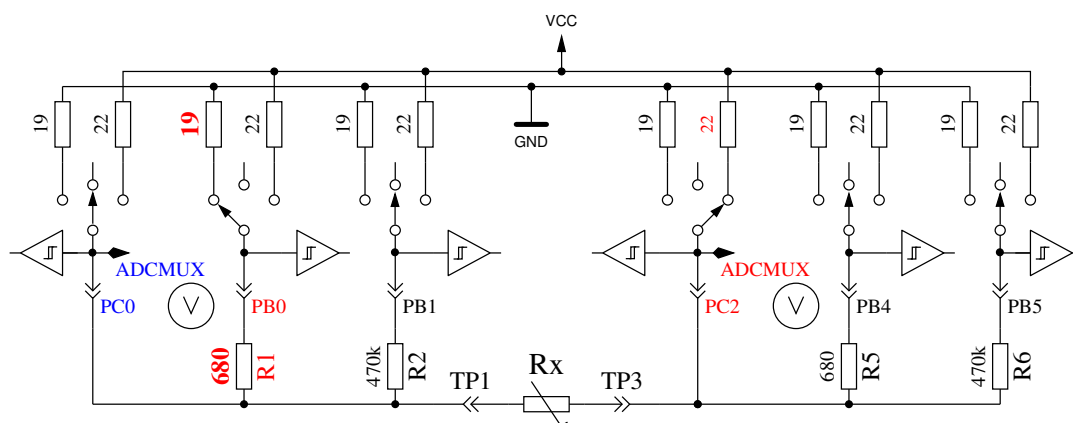 VCC
GND
19
22
19
22
19
22
19
22
19
22
19
22
ADCMUX
ADCMUX
PC0
V
PB0
PB1
PC2
V
PB4
PB5
680
R1
470k
R2
680
R5
470k
R6
TP1
Rx
TP3